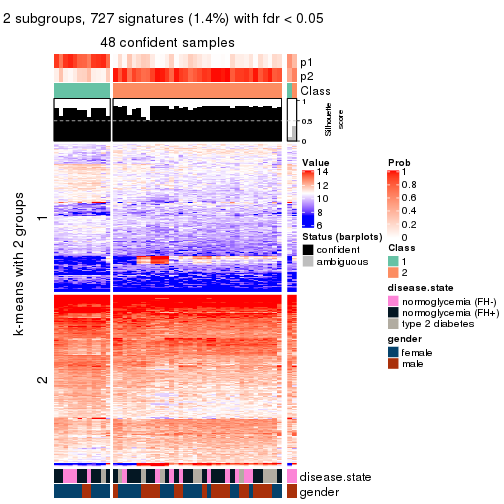 2 subgroups, 727 signatures (1.4%) with fdr < 0.05
48 confident samples
p1
p2
Class
1
0.5
0
Silhouette
score
k-means with 2 groups
1
2
disease.state
gender
Value
14
12
10
8
6
Status (barplots)
confident
ambiguous
Prob
1
0.8
0.6
0.4
0.2
0
Class
1
2
disease.state
normoglycemia (FH-)
normoglycemia (FH+)
type 2 diabetes
gender
female
male